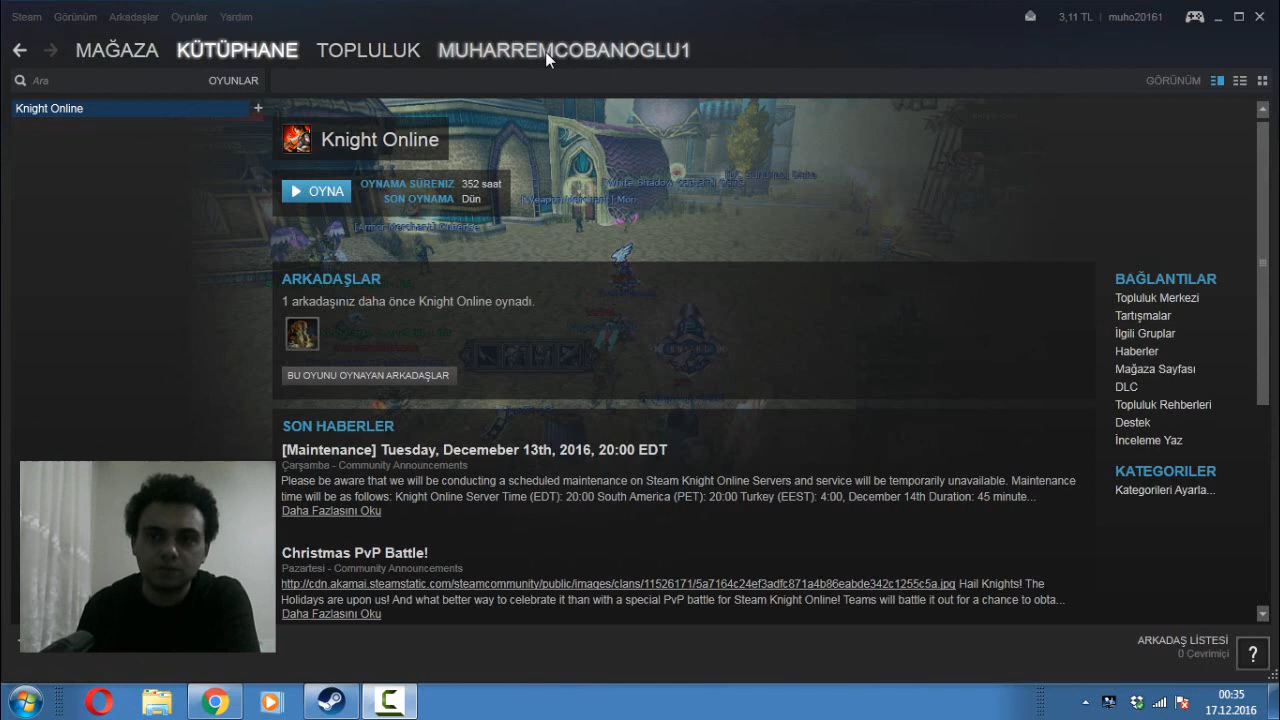 Steam Görünüm Arkadaşlar Oyunlar Yardım
3,11 TL | muho20161
MAĞAZA KÜTÜPHANE TOPLULUK MUHARREMCOBANOGLU1
Ara OYUNLAR
GÖRÜNÜM
Knight Online +
Knight Online
OYNA
OYNAMA SÜRENİZ 352 saat
SON OYNAMA Dün
ARKADAŞLAR
1 arkadaşınız daha önce Knight Online oynadı.
BU OYUNU OYNAYAN ARKADAŞLAR
SON HABERLER
[Maintenance] Tuesday, Decemeber 13th, 2016, 20:00 EDT
Çarşamba - Community Announcements
Please be aware that we will be conducting a scheduled maintenance on Steam Knight Online Servers and service will be temporarily unavailable. Maintenance
time will be as follows: Knight Online Server Time (EDT): 20:00 South America (PET): 20:00 Turkey (EEST): 4:00, December 14th Duration: 45 minute...
Daha Fazlasını Oku
Christmas PvP Battle!
Pazartesi - Community Announcements
http://cdn.akamai.steamstatic.com/steamcommunity/public/images/clans/11526171/5a7164c24ef3adfc871a4b86eabde342c1255c5a.jpg Hail Knights! The
Holidays are upon us! And what better way to celebrate it than with a special PvP battle for Steam Knight Online! Teams will battle it out for a chance to obta...
Daha Fazlasını Oku
BAĞLANTILAR
Topluluk Merkezi
Tartışmalar
İlgili Gruplar
Haberler
Mağaza Sayfası
DLC
Topluluk Rehberleri
Destek
İnceleme Yaz
KATEGORILER
Kategorileri Ayarla...
ARKADAŞ LİSTESİ
0 Çevrimiçi
?
00:35
17.12.2016